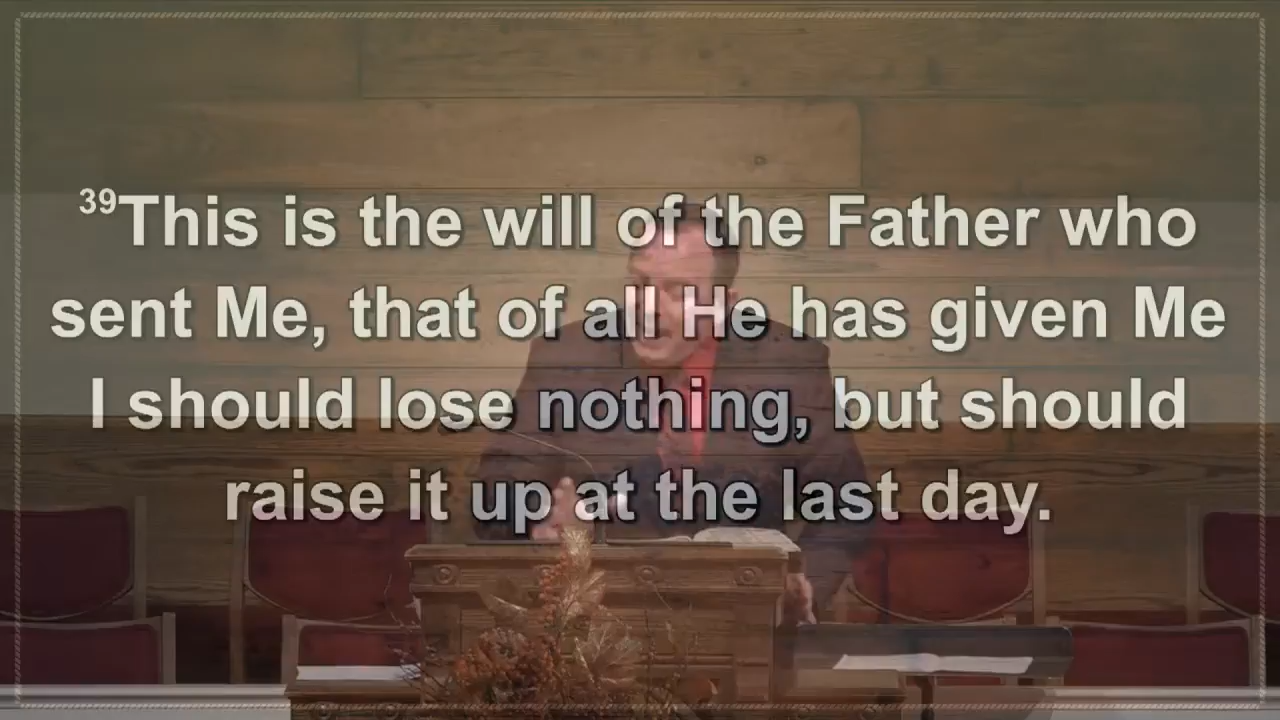 39This is the will of the Father who
sent Me, that of all He has given Me
I should lose nothing, but should
raise it up at the last day.